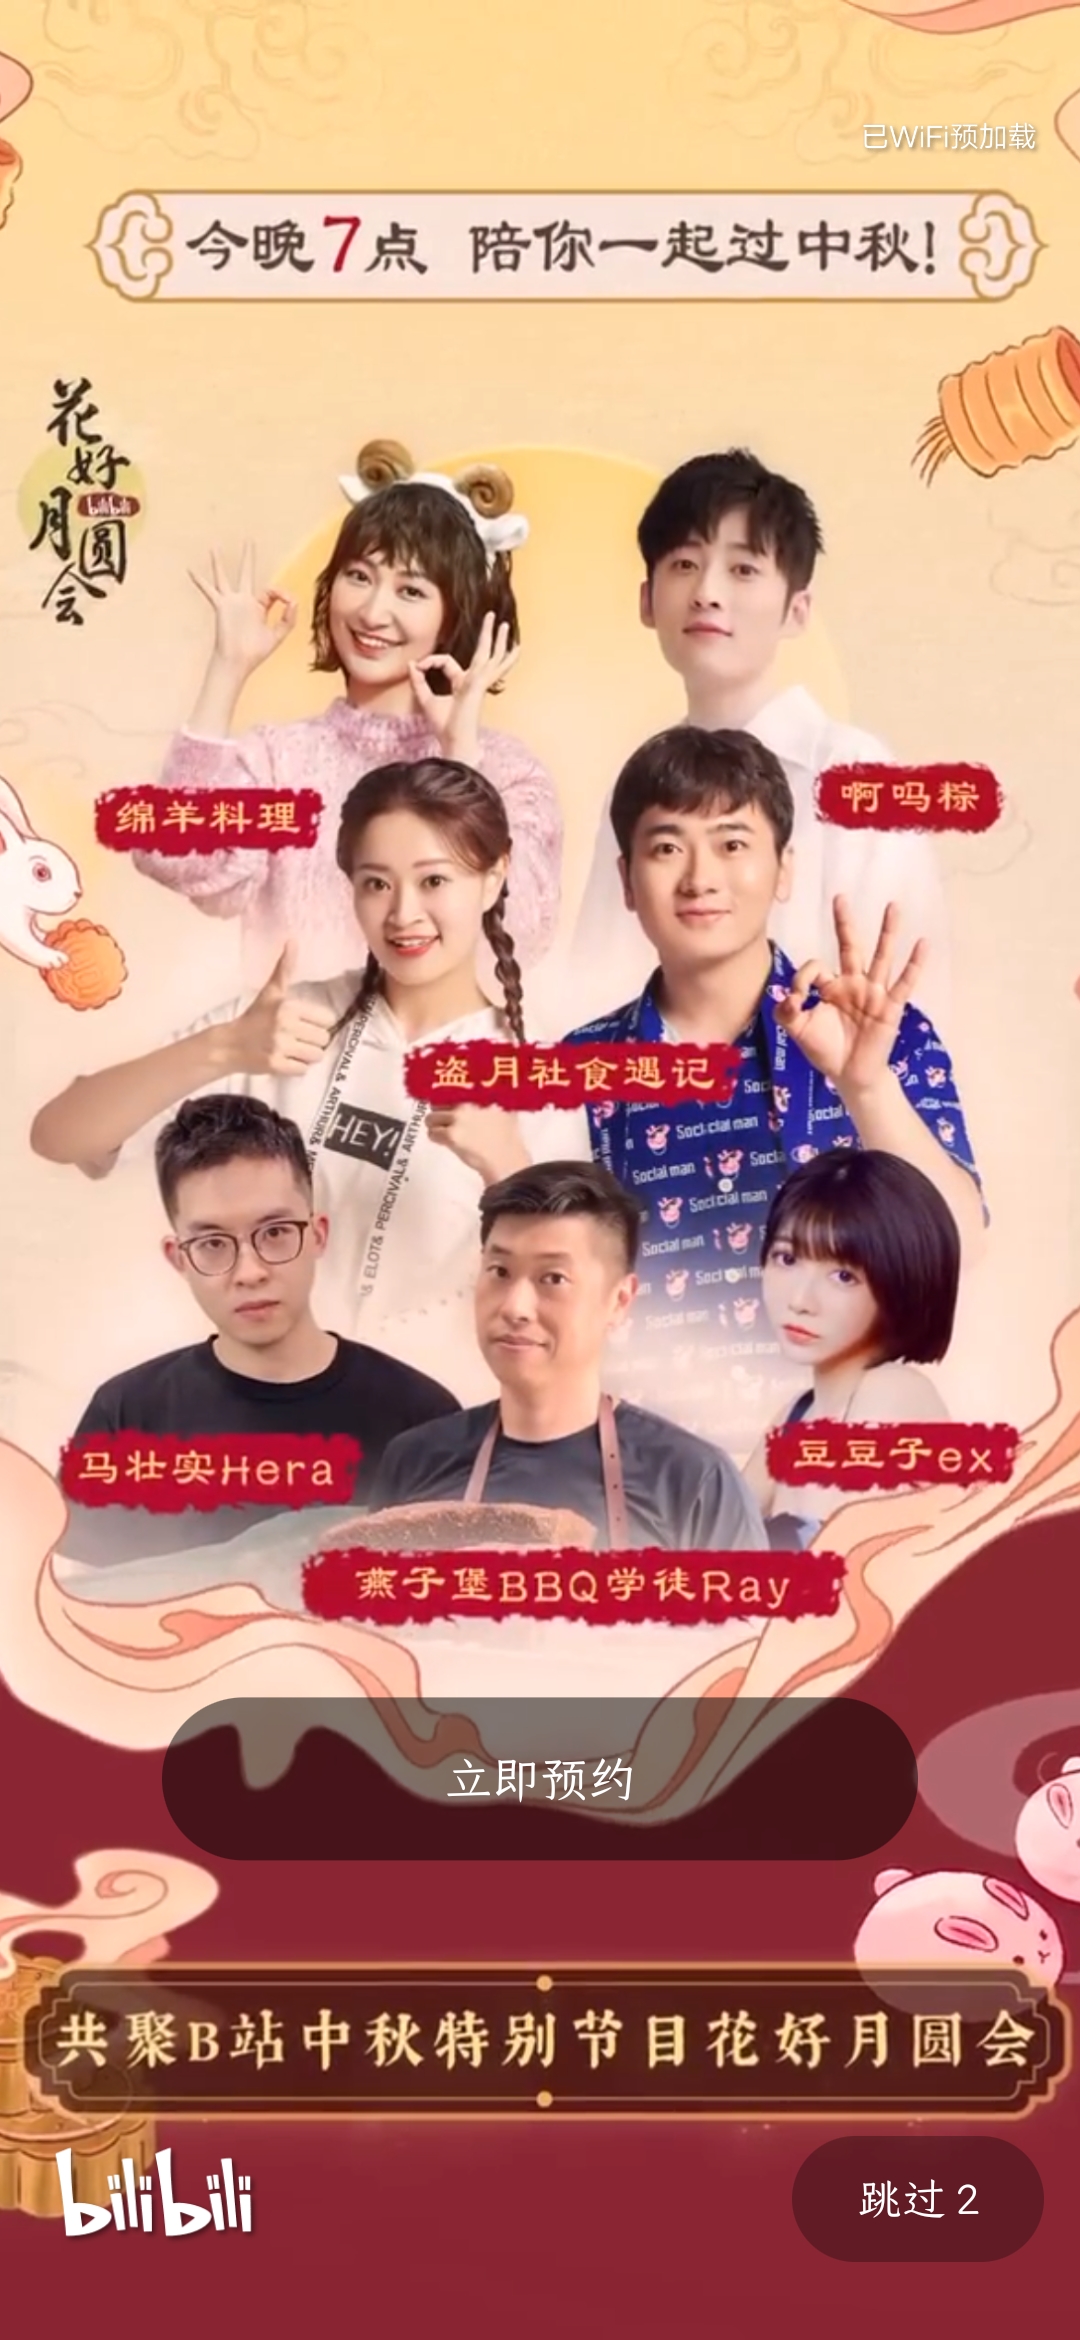 已WiFi预加载
今晚7点 陪你一起过中秋!
花好月圆会
bilibili
绵羊料理
啊吗粽
盗月社食遇记
HEY!
马壮实Hera
豆豆子ex
燕子堡BBQ学徒Ray
立即预约
共聚B站中秋特别节目花好月圆会
bilibili
跳过 2